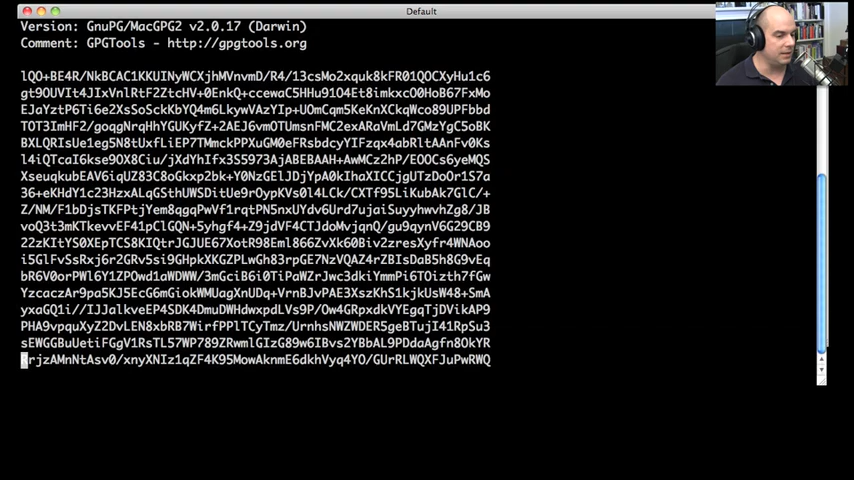 Default
Version: GnuPG/MacGPG2 v2.0.17 (Darwin)
Comment: GPGTools - http://gpgtools.org
lQO+BE4R/NkBCAC1KKUINyWCXjhMVnvmD/R4/13csMo2xquk8kFR01QOCXyHu1c6
gt9OUVIt4JIxVnlRtF2ZtcHV+0EnkQ+ccewaC5HHu91O4Et8imkxcO0HoB67FxMo
EJaYztP6Ti6e2XsSoSckKbYQ4m6LkywVAzYIp+UOmCqm5KeKnXCkqWco89UPFbbd
TOT3ImHF2/goqgNrqHhYGUKyfZ+2AEJ6vmOTUmsnFMC2exARaVmLd7GMzYgC5oBK
BXLQRIsUe1eg5N8tUxfLiEP7TMmckPPXuGM0eFRsbdcyYIFzqx4abRltAAnFv0Ks
l4iQTcaI6kse9OX8Ciu/jXdYhIfx3S5973AjABEBAAH+AwMCz2hP/EOOCs6yeMQS
XseuqkubEAV6iqUZ83C8oGkxp2bk+Y0NzGElJDjYpA0kIhaXICCjgUTzDoOr1S7a
36+eKHdY1c23HzxALqGSthUWSDitUe9rOypKVs0l4LCk/CXTf95LiKubAk7GlC/+
Z/NM/F1bDjsTKFPtjYem8qgqPwVf1rqtPN5nxUYdv6Urd7ujaiSuyyhwvhZg8/JB
voQ3t3mKTkevvEF41pClGQN+5yhgf4+Z9jdVF4CTJdoMvjqnQ/gu9qynV6G29CB9
22zKItYS0XEpTCS8KIQtrJGJUE67XotR98Eml866ZvXk60Biv2zresXyfr4WNAoo
i5GlFvSsRxj6r2GRv5si9GHpkXKGZPLwGh83rpGE7NzVQAZ4rZBIsDaB5h8G9vEq
bR6V0orPWl6Y1ZPOwd1aWDWW/3mGciB6i0TiPaWZrJwc3dkiYmmPi6TOizth7fGw
YzcaczAr9pa5KJ5EcG6mGiokWMUagXnUDq+VrnBJvPAE3XszKhS1kjkUsW48+SmA
yxaGQ1i//IJJalkveEP4SDK4DmuDWHdwxpdLVs9P/Ow4GRpxdkVYEgqTjDVikAP9
PHA9vpquXyZ2DvLEN8xbRB7WirfPPlTCyTmz/UrnhsNWZWDER5geBTujI41RpSu3
sEWGGBuUetiFGgV1RsTL57WP789ZRwmlGIzG89w6IBvs2YBbAL9PDdaAgfn8OkYR
RrjzAMnNtAsv0/xnyXNIz1qZF4K95MowAknmE6dkhVyq4YO/GUrRLWQXFJuPwRWQ